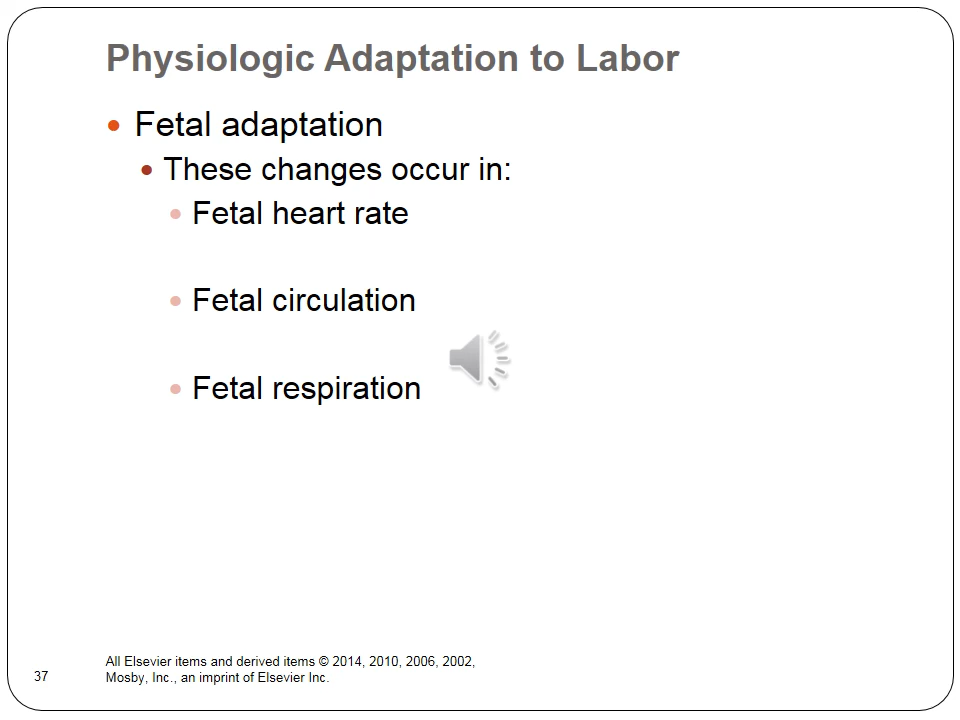 Physiologic Adaptation to Labor
Fetal adaptation
These changes occur in:
Fetal heart rate
Fetal circulation
Fetal respiration
All Elsevier items and derived items © 2014, 2010, 2006, 2002,
Mosby, Inc., an imprint of Elsevier Inc.
37